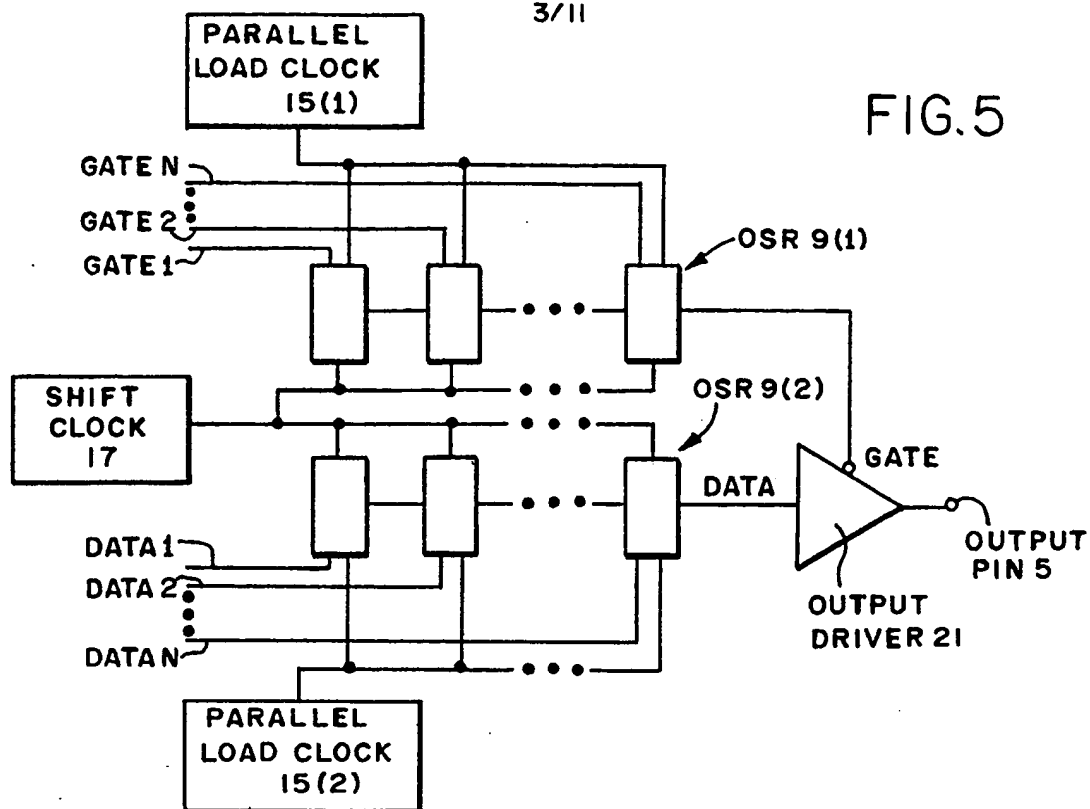 3/11
PARALLEL
LOAD CLOCK
15(1)
FIG.5
GATE N
GATE 2
GATE 1
OSR 9(1)
SHIFT
CLOCK
17
OSR 9(2)
GATE
DATA
OUTPUT
PIN 5
DATA 1
DATA 2
OUTPUT
DRIVER 21
DATA N
PARALLEL
LOAD CLOCK
15(2)